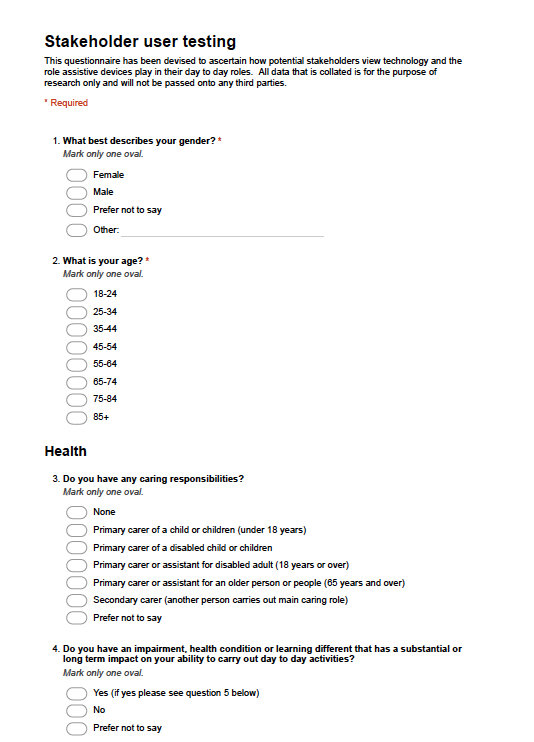 Stakeholder user testing
This questionnaire has been devised to ascertain how potential stakeholders view technology and the
role assistive devices play in their day to day roles. All data that is collated is for the purpose of
research only and will not be passed onto any third parties.
* Required
1. What best describes your gender? *
Mark only one oval.
Female
Male
Prefer not to say
Other:
2. What is your age? *
Mark only one oval.
18-24
25-34
35-44
45-54
55-64
65-74
75-84
85+
Health
3. Do you have any caring responsibilities?
Mark only one oval.
None
Primary carer of a child or children (under 18 years)
Primary carer of a disabled child or children
Primary carer or assistant for disabled adult (18 years or over)
Primary carer or assistant for an older person or people (65 years and over)
Secondary carer (another person carries out main caring role)
Prefer not to say
4. Do you have an impairment, health condition or learning different that has a substantial or
long term impact on your ability to carry out day to day activities?
Mark only one oval.
Yes (if yes please see question 5 below)
No
Prefer not to say